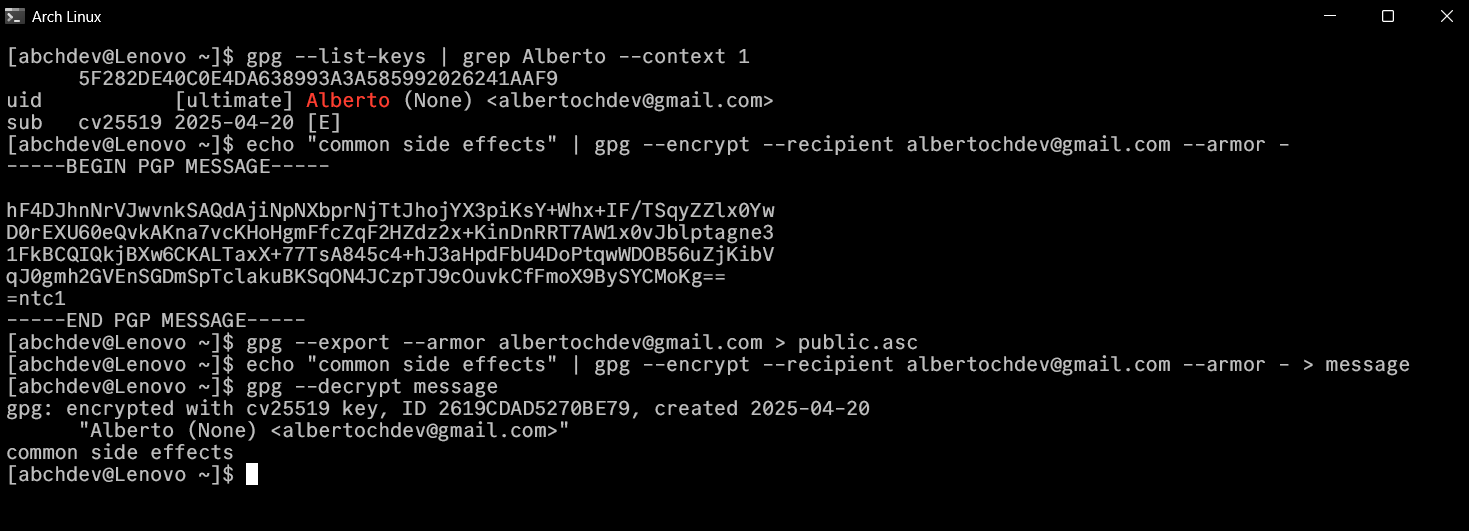 Arch Linux
[abchdev@Lenovo ~]$ gpg --list-keys | grep Alberto --context 1
      5F282DE40C0E4DA638993A3A585992026241AAF9
uid           [ultimate] Alberto (None) <albertochdev@gmail.com>
sub   cv25519 2025-04-20 [E]
[abchdev@Lenovo ~]$ echo "common side effects" | gpg --encrypt --recipient albertochdev@gmail.com --armor -
-----BEGIN PGP MESSAGE-----

hF4DJhnNrVJwvnkSAQdAjiNpNXbprNjTtJhojYX3piKsY+Whx+IF/TSqyZZlx0Yw
D0rEXU60eQvkAKna7vcKHoHgmFfcZqF2HZdz2x+KinDnRRT7AW1x0vJblptagne3
1FkBCQIQkjBXw6CKALTaxX+77TsA845c4+hJ3aHpdFbU4DoPtqwWDOB56uZjKibV
qJ0gmh2GVEnSGDmSpTclakuBKSqON4JCzpTJ9cOuvkCfFmoX9BySYCMoKg==
=ntc1
-----END PGP MESSAGE-----
[abchdev@Lenovo ~]$ gpg --export --armor albertochdev@gmail.com > public.asc
[abchdev@Lenovo ~]$ echo "common side effects" | gpg --encrypt --recipient albertochdev@gmail.com --armor - > message
[abchdev@Lenovo ~]$ gpg --decrypt message
gpg: encrypted with cv25519 key, ID 2619CDAD5270BE79, created 2025-04-20
      "Alberto (None) <albertochdev@gmail.com>"
common side effects
[abchdev@Lenovo ~]$